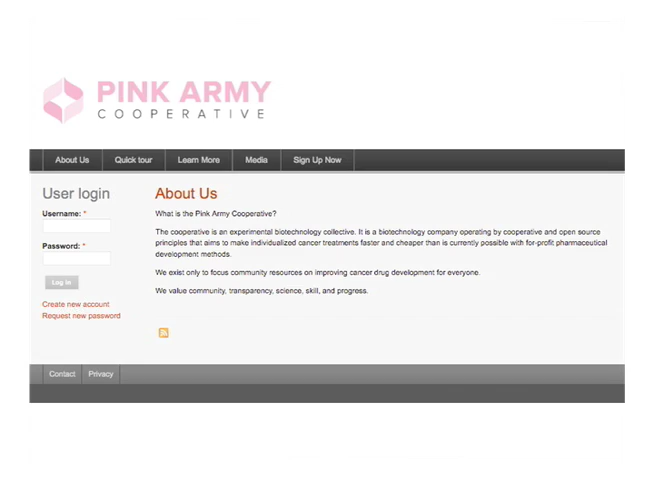 PINK ARMY
COOPERATIVE
About Us
Quick tour
Learn More
Media
Sign Up Now
User login
Username: *
Password: *
Log in
Create new account
Request new password
About Us
What is the Pink Army Cooperative?
The cooperative is an experimental biotechnology collective. It is a biotechnology company operating by cooperative and open source
principles that aims to make individualized cancer treatments faster and cheaper than is currently possible with for-profit pharmaceutical
development methods.
We exist only to focus community resources on improving cancer drug development for everyone.
We value community, transparency, science, skill, and progress.
Contact
Privacy